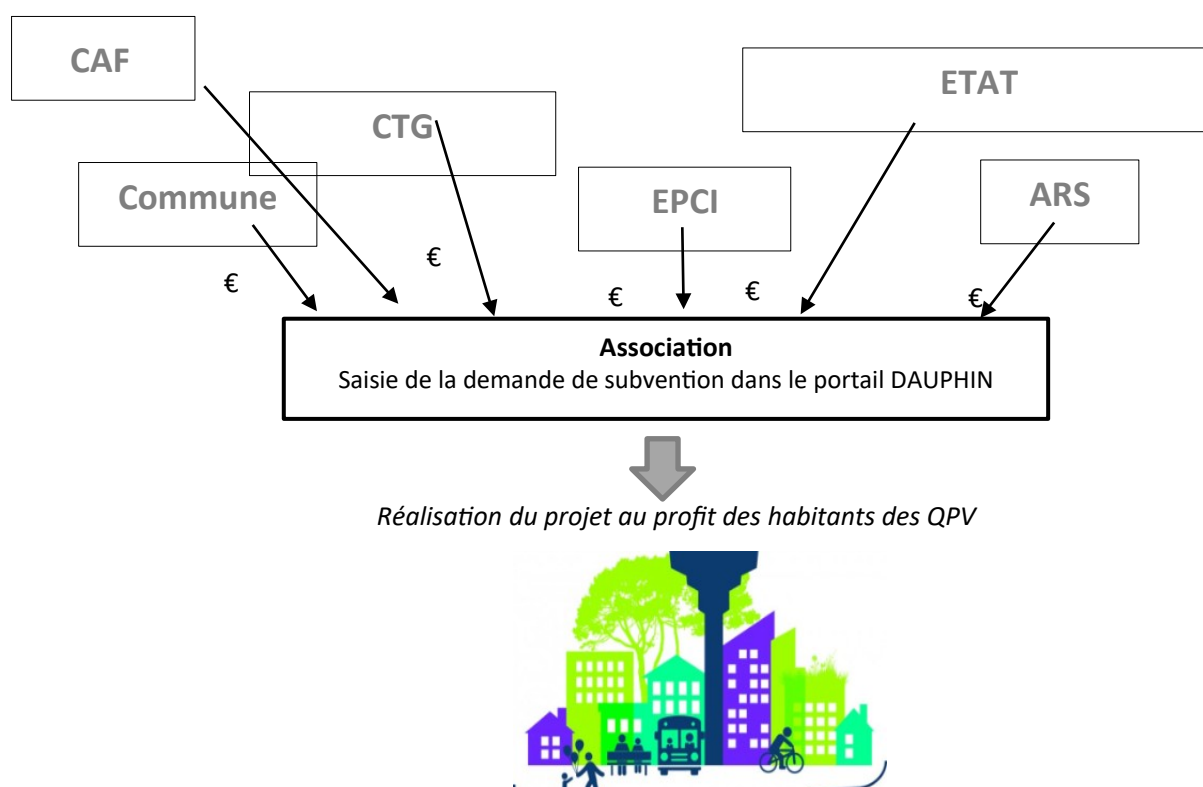 CAF
ETAT
CTG
Commune
EPCI
ARS
€
€
€
€
€
Association
Saisie de la demande de subvention dans le portail DAUPHIN
Réalisation du projet au profit des habitants des QPV